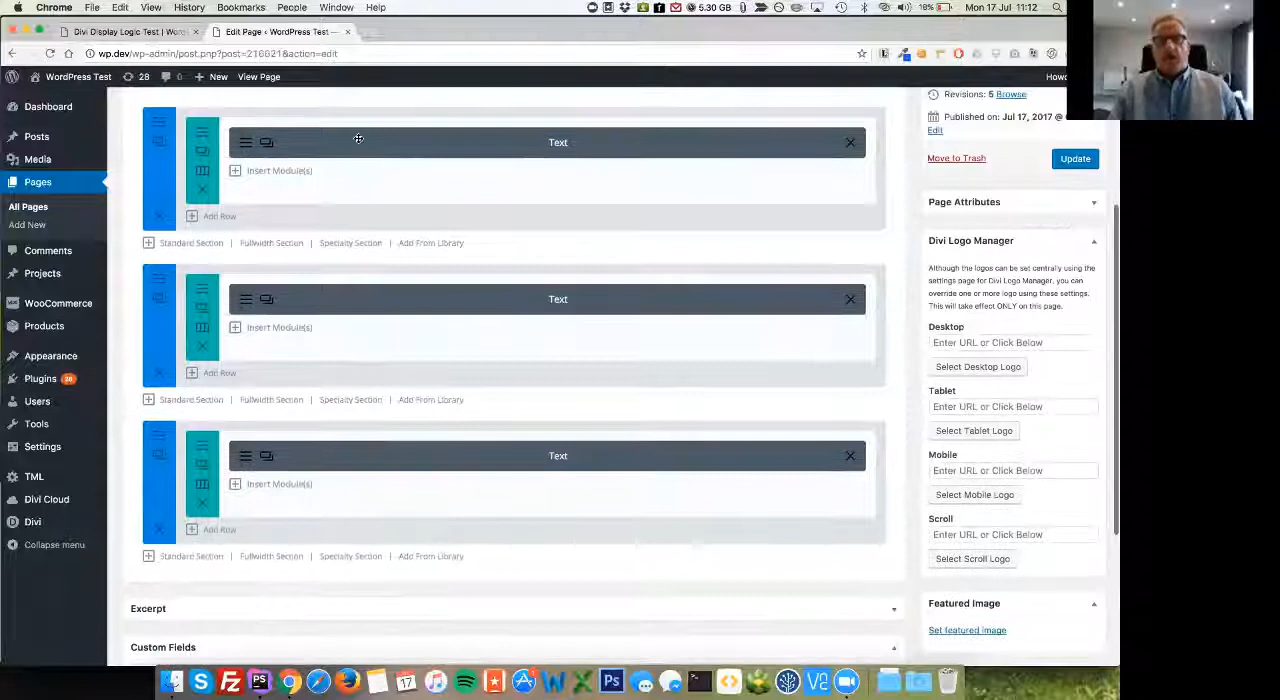 Chrome File Edit View History Bookmarks People Window Help 5.30 GB 18% Mon 17 Jul 11:12
Divi Display Logic Test | Wor
Edit Page ‹ WordPress Test —
wp.dev/wp-admin/post.php?post=216621&action=edit
WordPress Test 28 0 New View Page Howd
Dashboard
Posts
Media
Pages
All Pages
Add New
Comments
Projects
WooCommerce
Products
Appearance
Plugins 28
Users
Tools
Settings
TML
Divi Cloud
Divi
Collapse menu
Text
Insert Module(s)
Add Row
Standard Section | Fullwidth Section | Specialty Section | Add From Library
Text
Insert Module(s)
Add Row
Standard Section | Fullwidth Section | Specialty Section | Add From Library
Text
Insert Module(s)
Add Row
Standard Section | Fullwidth Section | Specialty Section | Add From Library
Excerpt
Custom Fields
Revisions: 5 Browse
Published on: Jul 17, 2017 @
Edit
Move to Trash Update
Page Attributes
Divi Logo Manager
Although the logos can be set centrally using the
settings page for Divi Logo Manager, you can
override one or more logo using these settings.
This will take effect ONLY on this page.
Desktop
Enter URL or Click Below
Select Desktop Logo
Tablet
Enter URL or Click Below
Select Tablet Logo
Mobile
Enter URL or Click Below
Select Mobile Logo
Scroll
Enter URL or Click Below
Select Scroll Logo
Featured Image
Set featured image